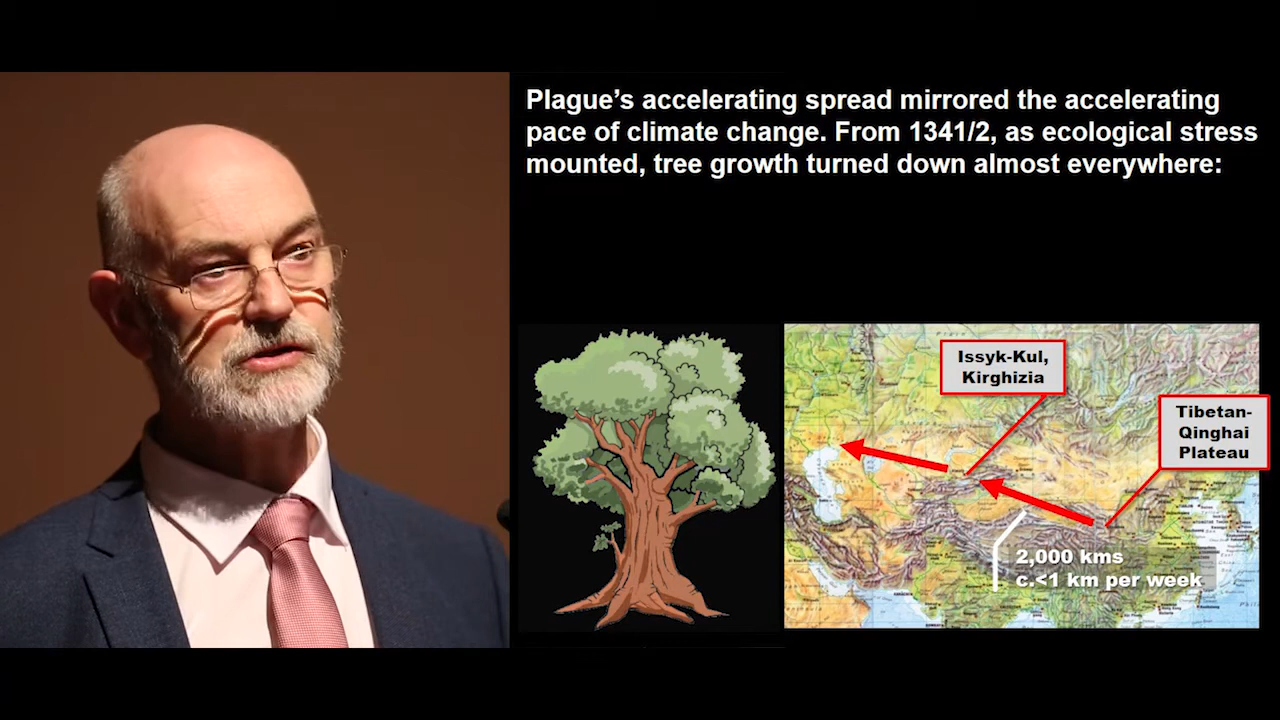 Plague’s accelerating spread mirrored the accelerating
pace of climate change. From 1341/2, as ecological stress
mounted, tree growth turned down almost everywhere:
Issyk-Kul,
Kirghizia
Tibetan-
Qinghai
Plateau
2,000 kms
c.<1 km per week